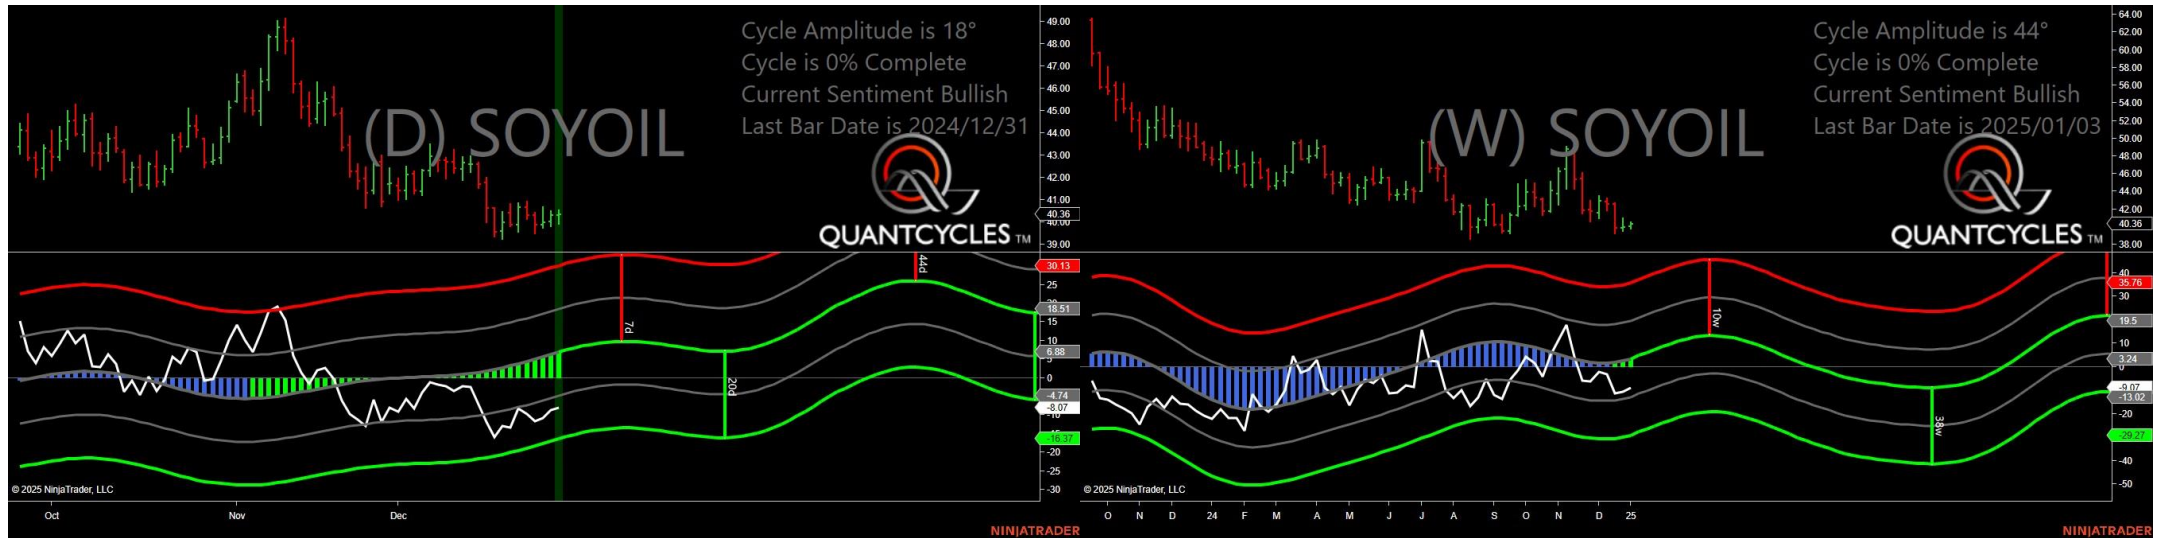 Cycle Amplitude is 18°
Cycle is 0% Complete
Current Sentiment Bullish
Last Bar Date is 2024/12/31
(D) SOYOIL
QUANTCYCLES TM
49.00
48.00
47.00
46.00
45.00
44.00
43.00
42.00
41.00
40.36
40.00
39.00
44d
7d
20d
30.13
25
20
18.51
15
10
6.88
5
0
-4.74
-8.07
-10
-15
-16.37
-20
-25
-30
© 2025 NinjaTrader, LLC
Oct
Nov
Dec
NINJATRADER
Cycle Amplitude is 44°
Cycle is 0% Complete
Current Sentiment Bullish
Last Bar Date is 2025/01/03
(W) SOYOIL
QUANTCYCLES TM
64.00
62.00
60.00
58.00
56.00
54.00
52.00
50.00
48.00
46.00
44.00
42.00
40.36
38.00
10w
38w
40
35.76
30
19.5
10
3.24
0
-9.07
-13.02
-20
-29.27
-40
-50
© 2025 NinjaTrader, LLC
O N D 24 F M A M J J A S O N D 25
NINJATRADER